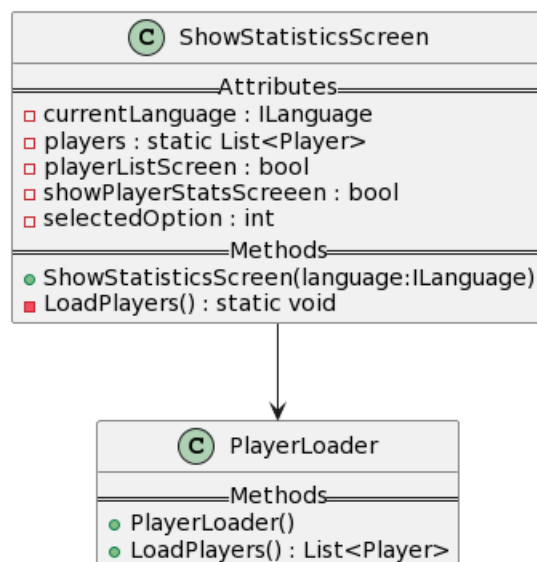 C ShowStatisticsScreen
Attributes
currentLanguage : ILanguage
players : static List<Player>
playerListScreen : bool
showPlayerStatsScreeen : bool
selectedOption : int
Methods
ShowStatisticsScreen(language:ILanguage)
LoadPlayers() : static void
C PlayerLoader
Methods
PlayerLoader()
LoadPlayers() : List<Player>